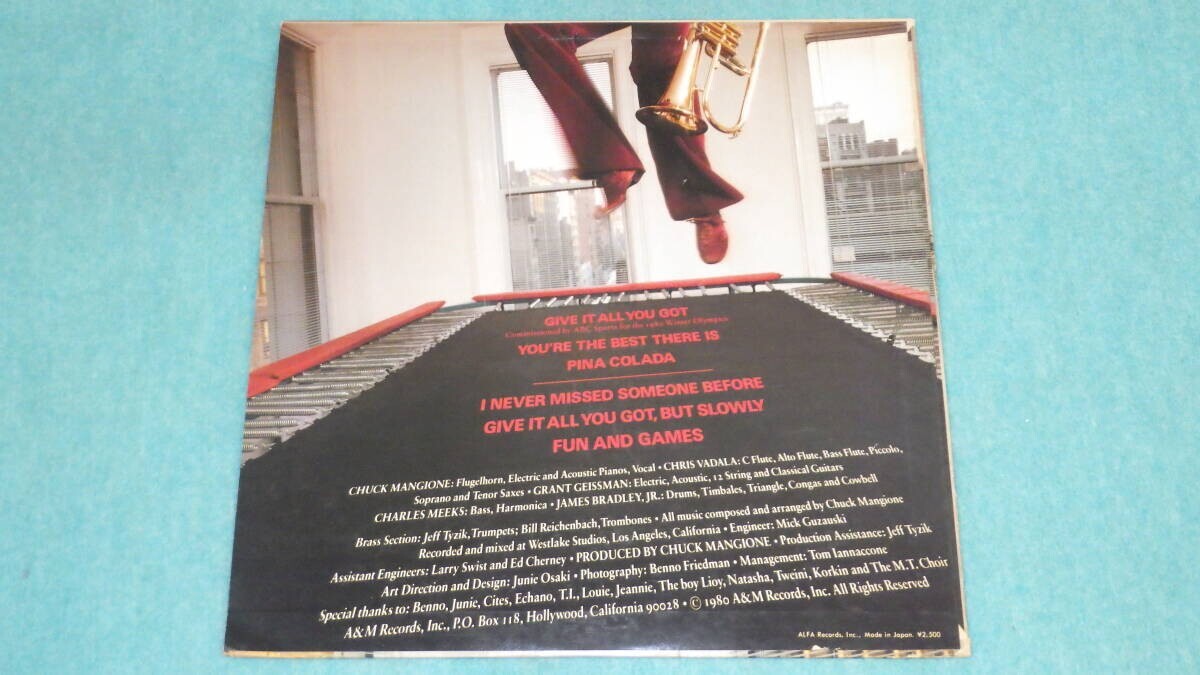 GIVE IT ALL YOU GOT
Commissioned by ABC Sports for the 1980 Winter Olympics
YOU'RE THE BEST THERE IS
PINA COLADA
I NEVER MISSED SOMEONE BEFORE
GIVE IT ALL YOU GOT, BUT SLOWLY
FUN AND GAMES
CHUCK MANGIONE: Flugelhorn, Electric and Acoustic Pianos, Vocal • CHRIS VADALA: C Flute, Alto Flute, Bass Flute, Piccolo,
Soprano and Tenor Saxes • GRANT GEISSMAN: Electric, Acoustic, 12 String and Classical Guitars
CHARLES MEEKS: Bass, Harmonica • JAMES BRADLEY, JR.: Drums, Timbales, Triangle, Congas and Cowbell
Brass Section: Jeff Tyzik, Trumpets; Bill Reichenbach, Trombones • All music composed and arranged by Chuck Mangione
Recorded and mixed at Westlake Studios, Los Angeles, California • Engineer: Mick Guzauski
Assistant Engineers: Larry Swist and Ed Cherney • PRODUCED BY CHUCK MANGIONE • Production Assistance: Jeff Tyzik
Art Direction and Design: Junie Osaki • Photography: Benno Friedman • Management: Tom Iannaccone
Special thanks to: Benno, Junie, Cites, Echano, T.I., Louie, Jeannie, The boy Lioy, Natasha, Tweini, Korkin and The M.T. Choir
A&M Records, Inc., P.O. Box 118, Hollywood, California 90028 • © 1980 A&M Records, Inc. All Rights Reserved
ALFA Records, Inc., Made in Japan. ¥2,500